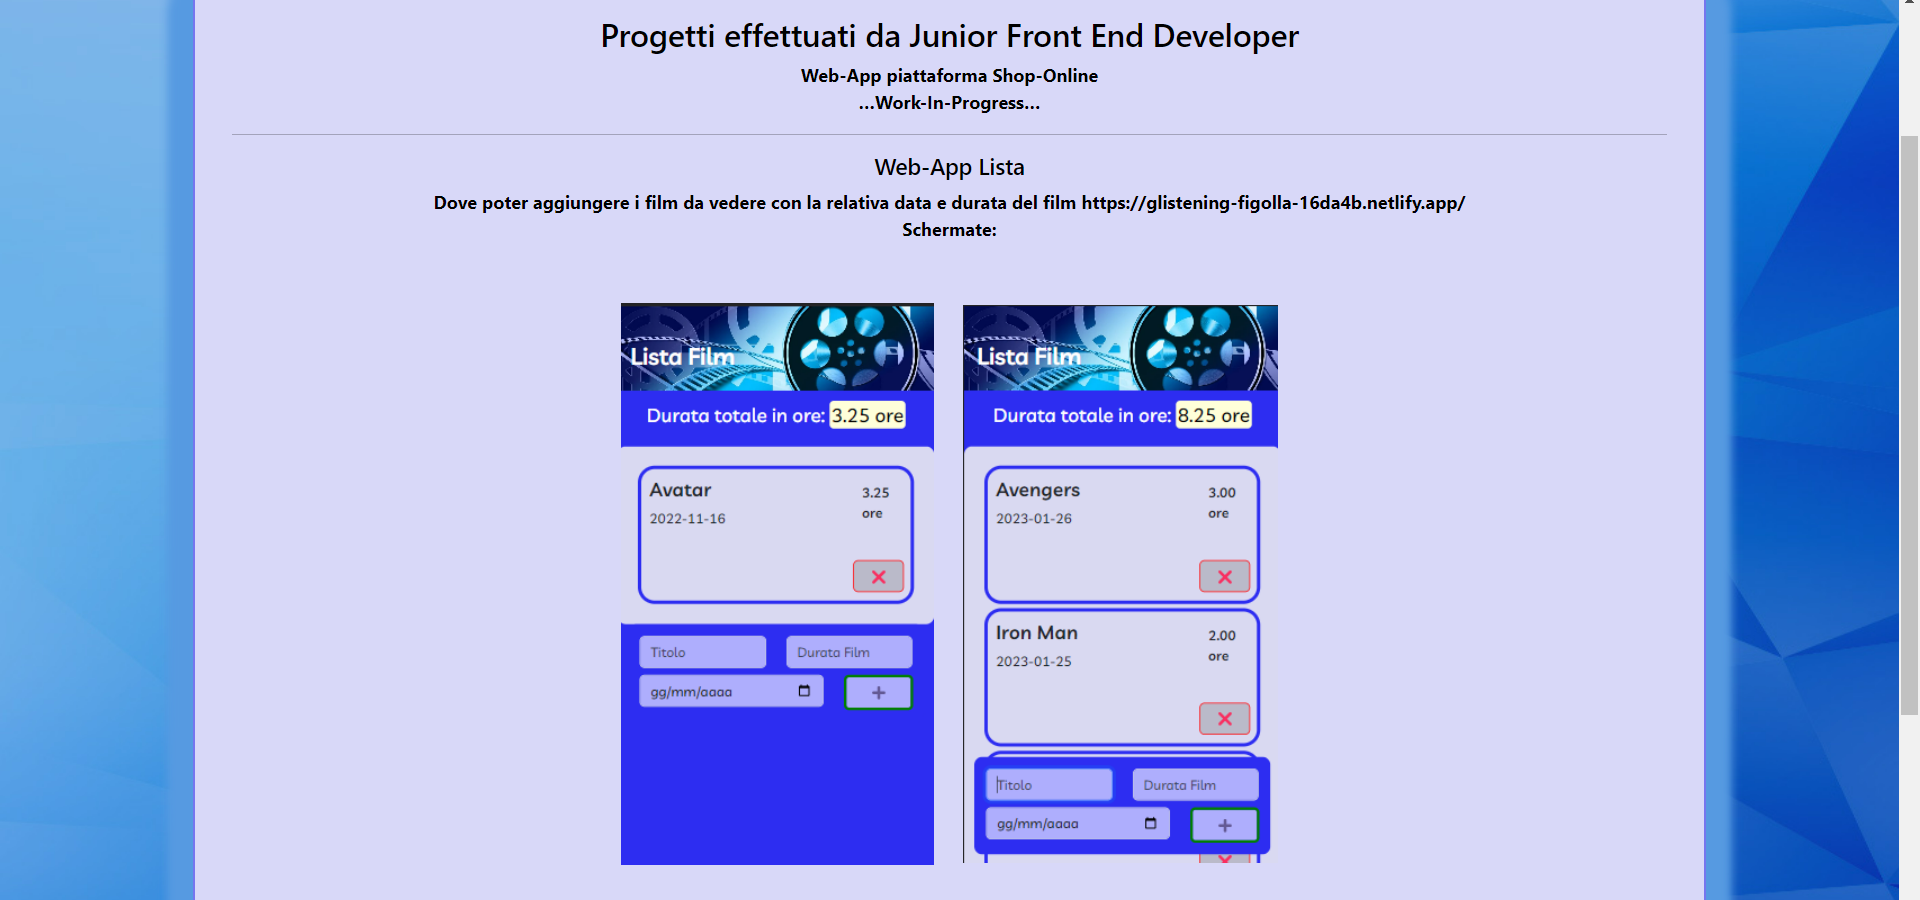 Progetti effettuati da Junior Front End Developer
Web-App piattaforma Shop-Online
...Work-In-Progress...
Web-App Lista
Dove poter aggiungere i film da vedere con la relativa data e durata del film https://glistening-figolla-16da4b.netlify.app/
Schermate:
Lista Film
Durata totale in ore: 3.25 ore
Avatar
3.25 ore
2022-11-16
Titolo
Durata Film
gg/mm/aaaa
+
Lista Film
Durata totale in ore: 8.25 ore
Avengers
3.00 ore
2023-01-26
Iron Man
2.00 ore
2023-01-25
Titolo
Durata Film
gg/mm/aaaa
+